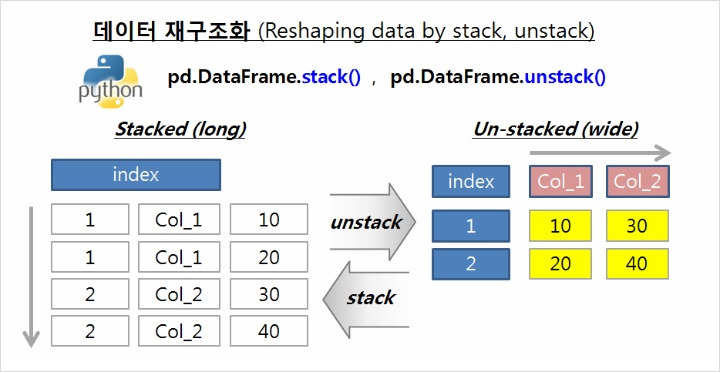 데이터 재구조화 (Reshaping data by stack, unstack)
python
pd.DataFrame.stack() , pd.DataFrame.unstack()
Stacked (long)
index
1 Col_1 10
1 Col_1 20
2 Col_2 30
2 Col_2 40
unstack
stack
Un-stacked (wide)
index Col_1 Col_2
1 10 30
2 20 40